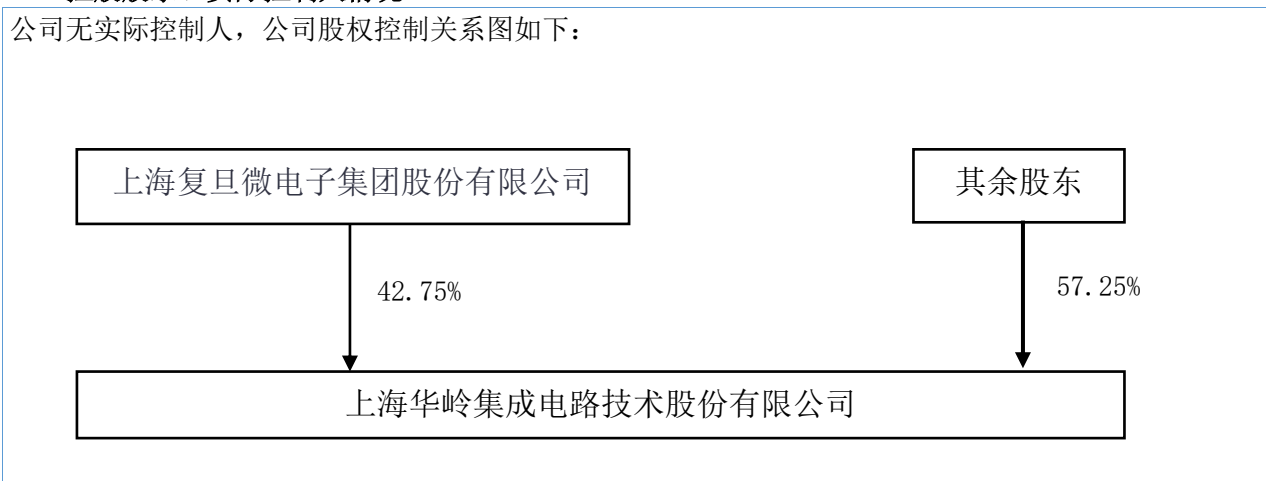 公司无实际控制人，公司股权控制关系图如下：
上海复旦微电子集团股份有限公司
其余股东
42.75%
57.25%
上海华岭集成电路技术股份有限公司